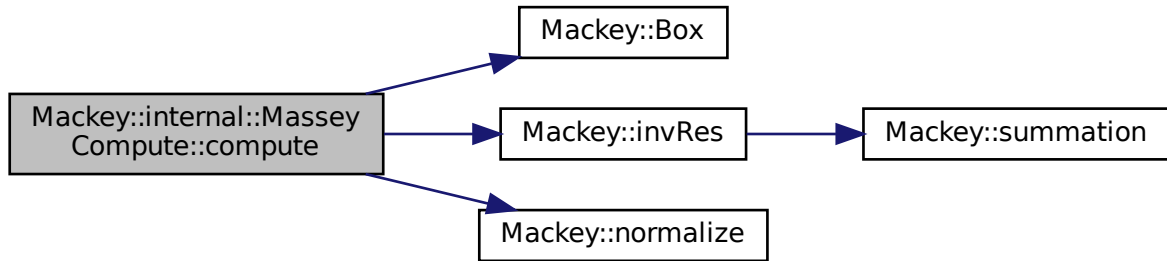 Mackey::Box
Mackey::internal::Massey
Compute::compute
Mackey::invRes
Mackey::summation
Mackey::normalize